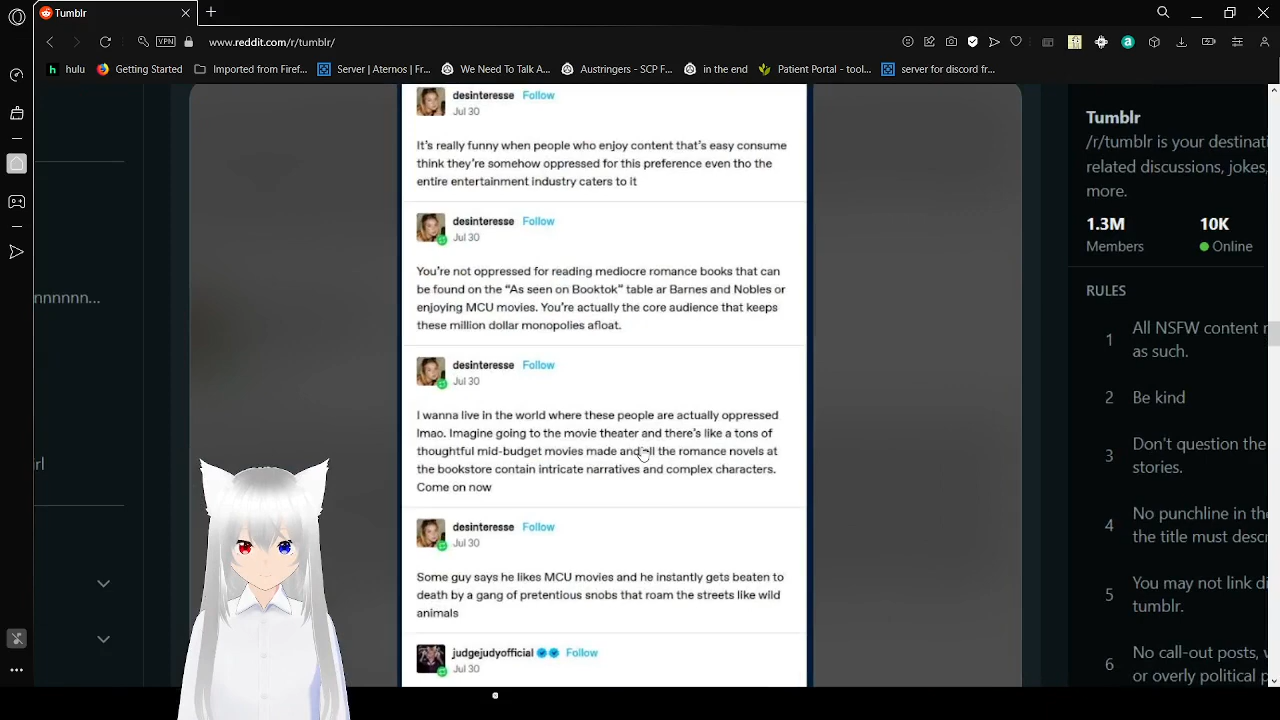 Tumblr
www.reddit.com/r/tumblr/
VPN
hulu
Getting Started
Imported from Firef...
Server | Aternos | Fr...
We Need To Talk A...
Austringers - SCP F...
in the end
Patient Portal - tool...
server for discord fr...
desinteresse Follow
Jul 30
It's really funny when people who enjoy content that's easy consume
think they're somehow oppressed for this preference even tho the
entire entertainment industry caters to it
desinteresse Follow
Jul 30
You're not oppressed for reading mediocre romance books that can
be found on the “As seen on Booktok” table ar Barnes and Nobles or
enjoying MCU movies. You're actually the core audience that keeps
these million dollar monopolies afloat.
desinteresse Follow
Jul 30
I wanna live in the world where these people are actually oppressed
lmao. Imagine going to the movie theater and there's like a tons of
thoughtful mid-budget movies made and all the romance novels at
the bookstore contain intricate narratives and complex characters.
Come on now
desinteresse Follow
Jul 30
Some guy says he likes MCU movies and he instantly gets beaten to
death by a gang of pretentious snobs that roam the streets like wild
animals
judgejudyofficial Follow
Jul 30
nnnnnn...
rl
Tumblr
/r/tumblr is your destinati
related discussions, jokes,
more.
1.3M 10K
Members Online
RULES
1 All NSFW content
as such.
2 Be kind
3 Don't question the
stories.
4 No punchline in the
the title must descr
5 You may not link di
tumblr.
6 No call-out posts,
or overly political